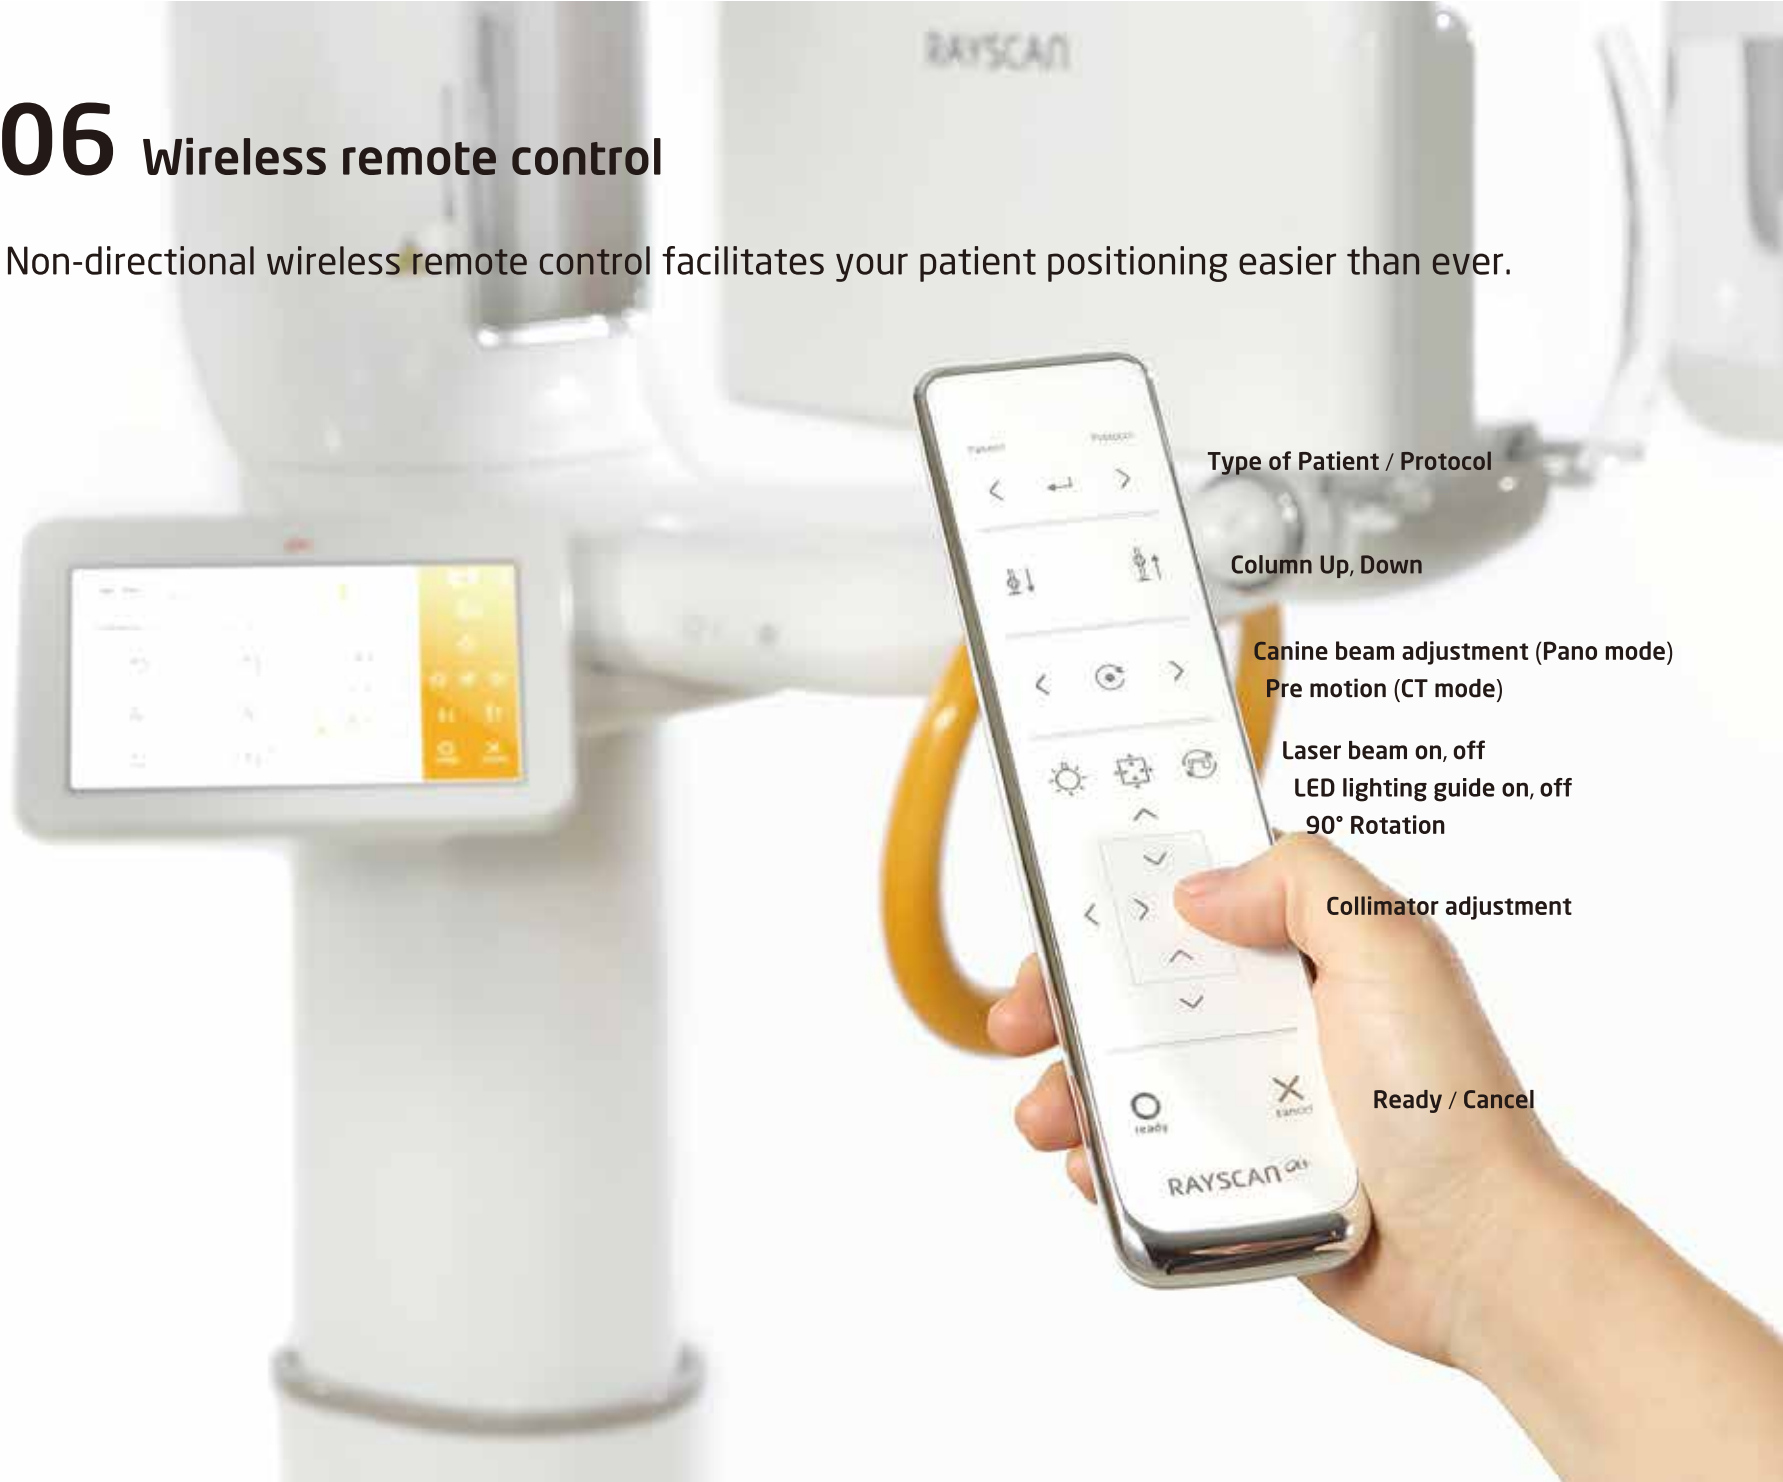 RAYSCAN
06 Wireless remote control
Non-directional wireless remote control facilitates your patient positioning easier than ever.
Patient
Protocol
Type of Patient / Protocol
Column Up, Down
Canine beam adjustment (Pano mode)
Pre motion (CT mode)
Laser beam on, off
LED lighting guide on, off
90° Rotation
Collimator adjustment
Ready / Cancel
ready
cancel
RAYSCAN α+